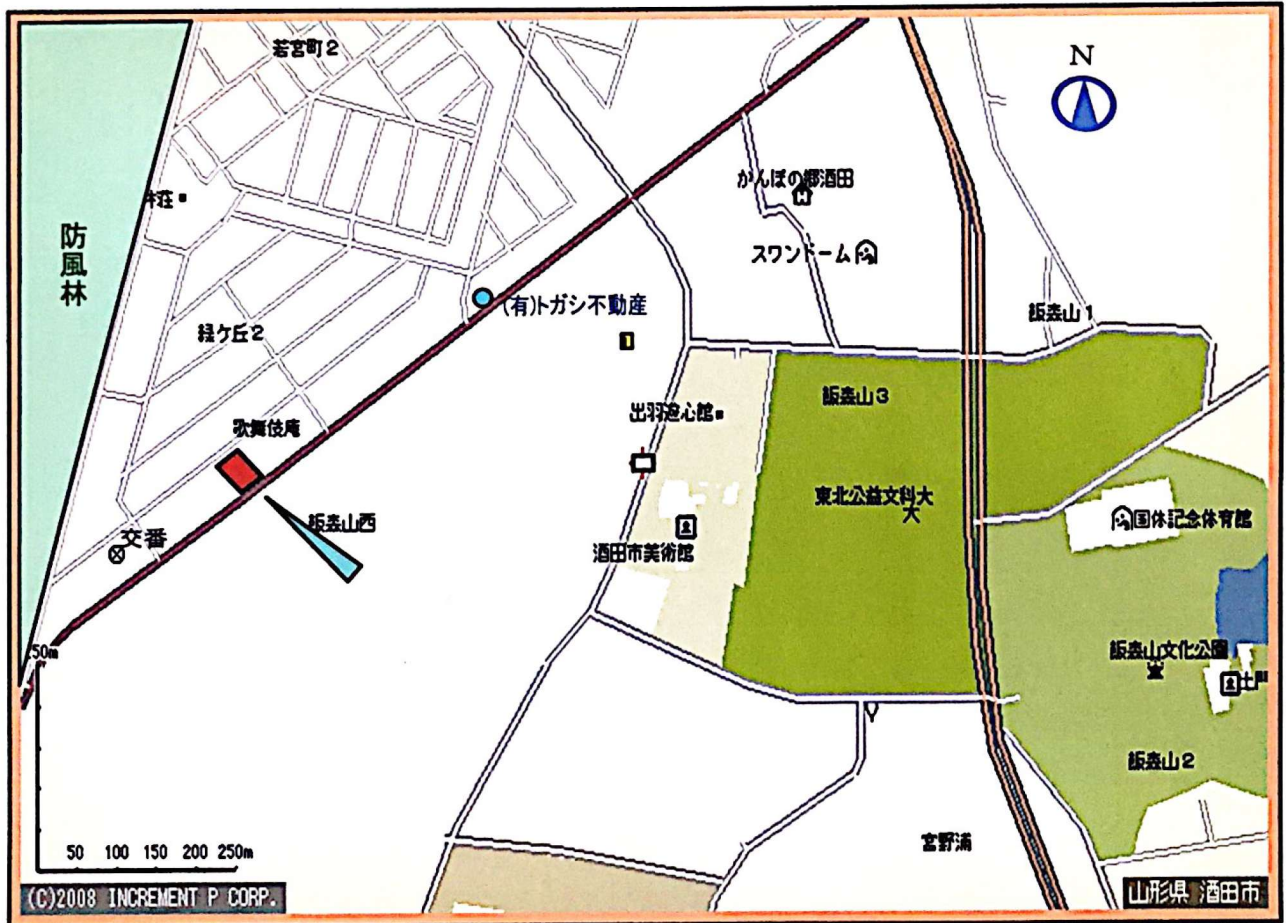 若宮町2
N
かんぽの郷酒田
荘
防風林
スワンドーム
(有)トガシ不動産
飯森山1
緑ケ丘2
1
飯森山3
出羽遊心館
歌舞伎庵
東北公益文科大
飯森山西
国体記念体育館
交番
酒田市美術館
50m
飯森山文化公園
土門
飯森山2
宮野浦
50 100 150 200 250m
(C)2008 INCREMENT P CORP.
山形県 酒田市